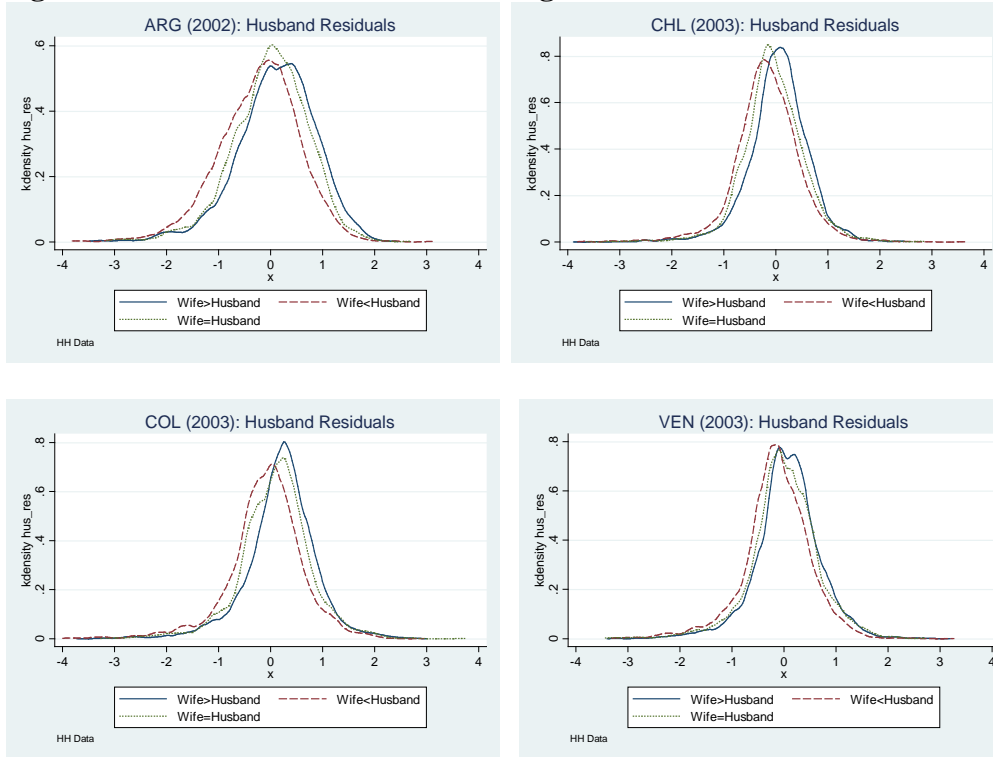 ARG (2002): Husband Residuals
kdensity hus_res
0 .2 .4 .6
-4 -3 -2 -1 0 1 2 3 4
x
Wife>Husband Wife<Husband
Wife=Husband
HH Data
CHL (2003): Husband Residuals
kdensity hus_res
0 .2 .4 .6 .8
-4 -3 -2 -1 0 1 2 3 4
x
Wife>Husband Wife<Husband
Wife=Husband
HH Data
COL (2003): Husband Residuals
kdensity hus_res
0 .2 .4 .6 .8
-4 -3 -2 -1 0 1 2 3 4
x
Wife>Husband Wife<Husband
Wife=Husband
HH Data
VEN (2003): Husband Residuals
kdensity hus_res
0 .2 .4 .6 .8
-4 -3 -2 -1 0 1 2 3 4
x
Wife>Husband Wife<Husband
Wife=Husband
HH Data